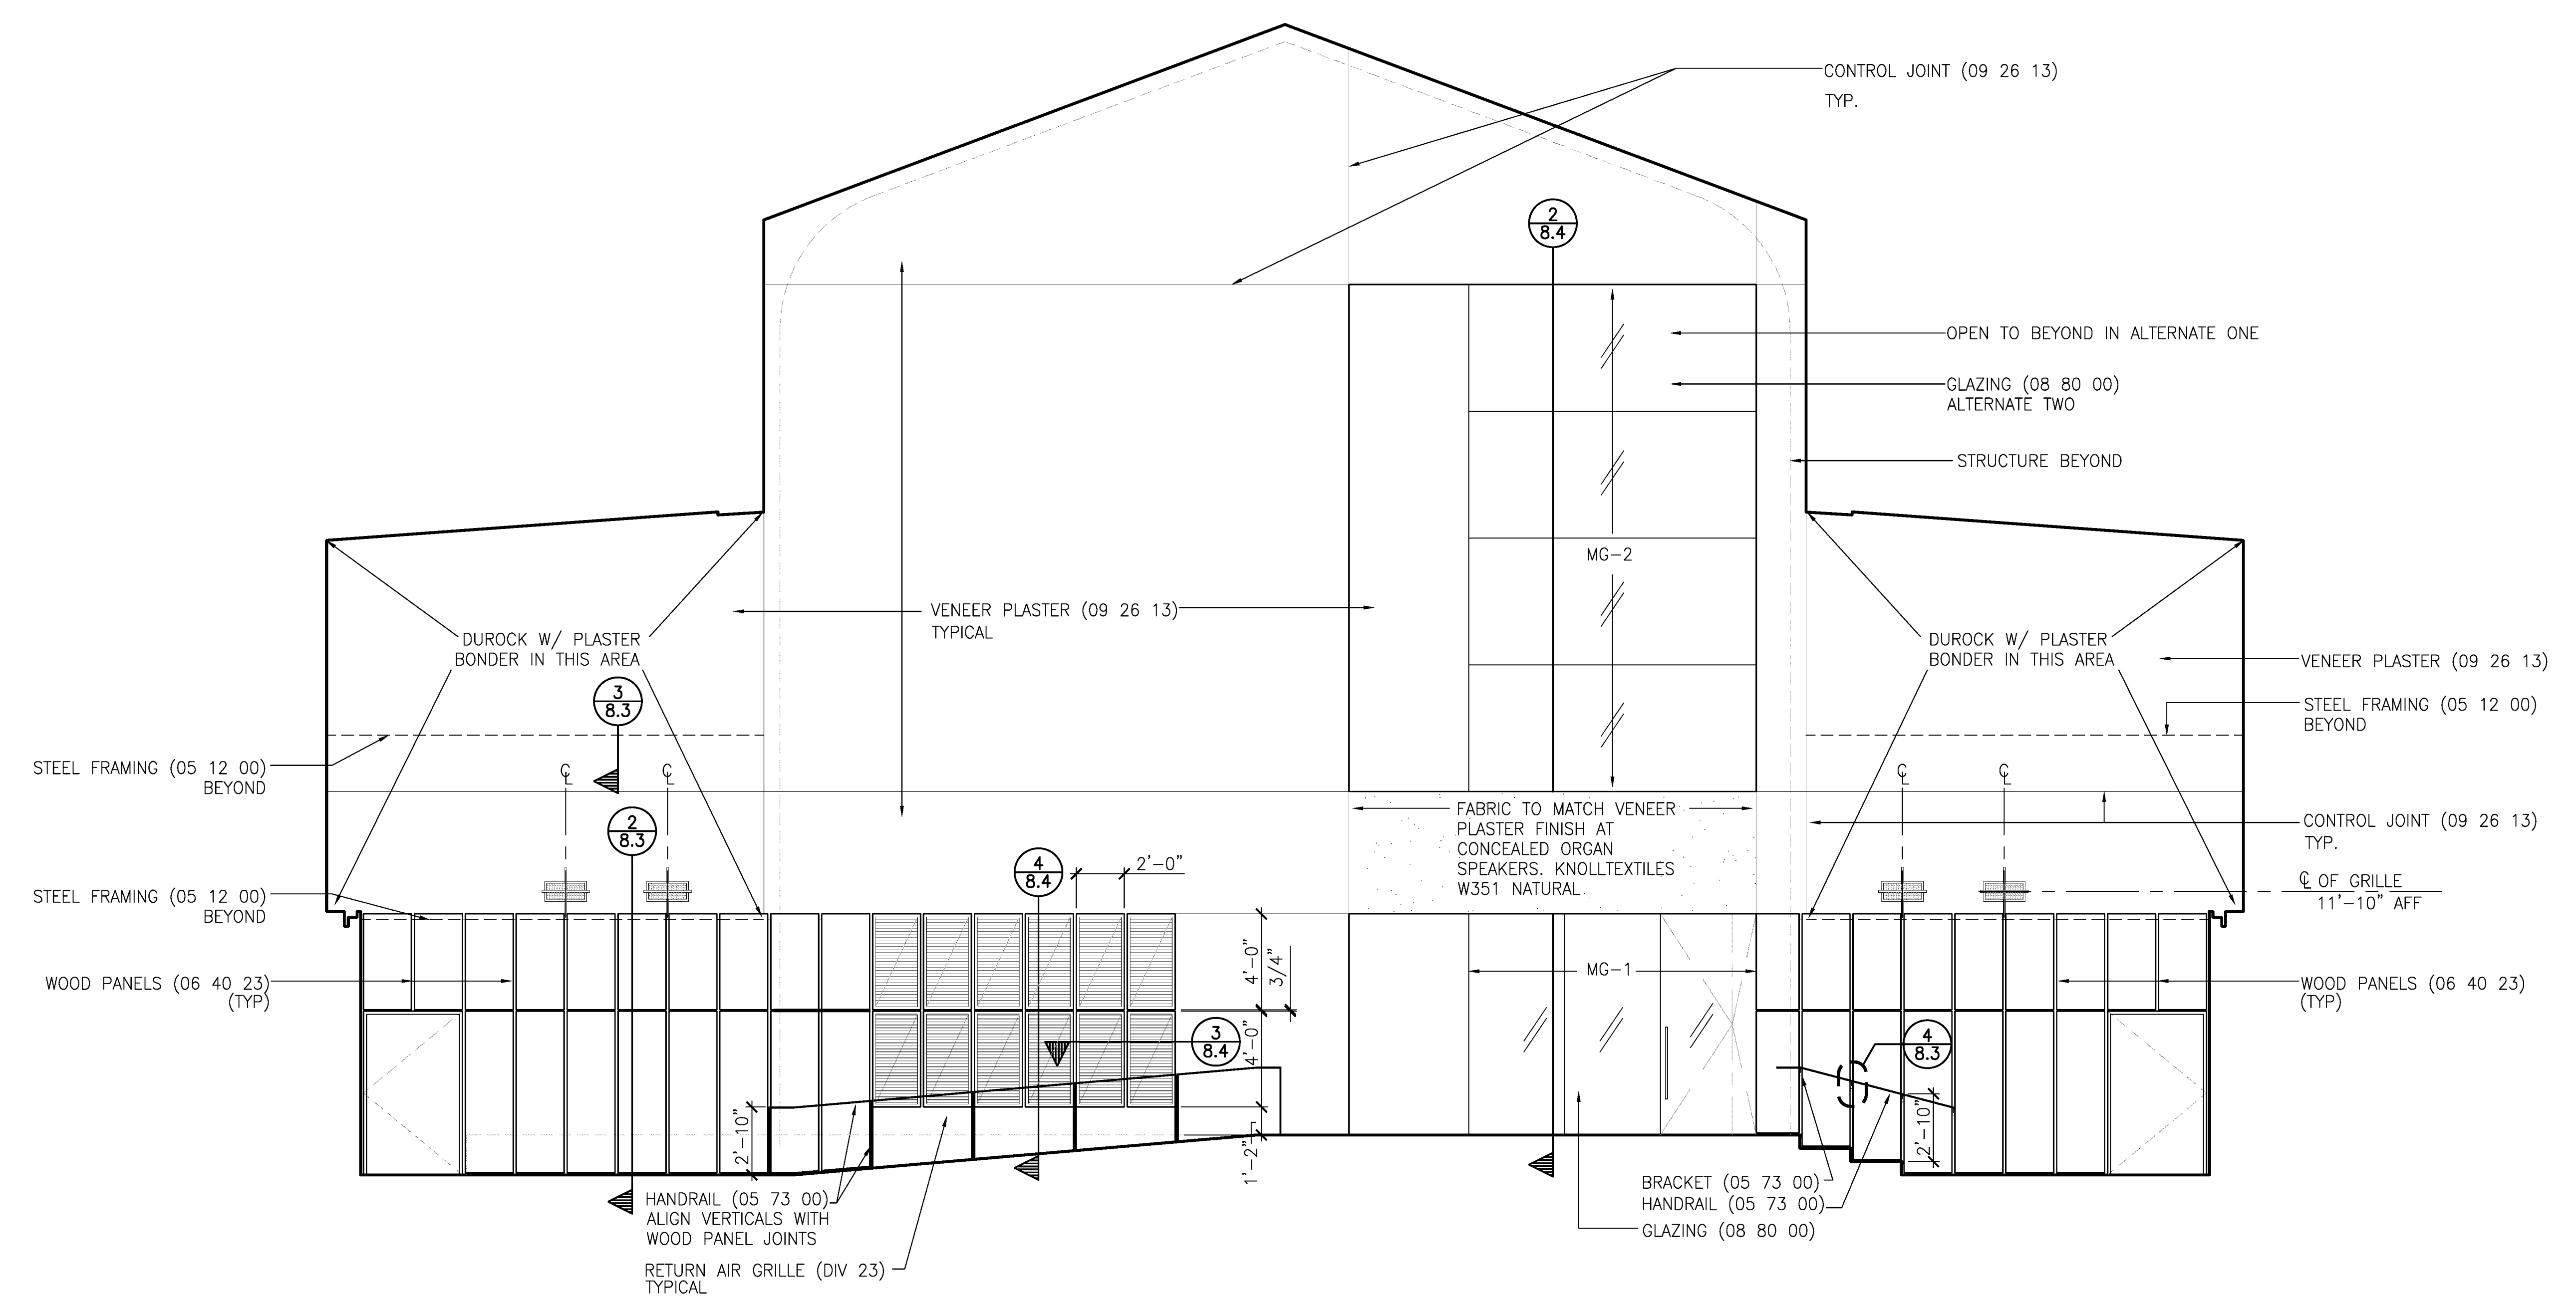 CONTROL JOINT (09 26 13)
TYP.
2
8.4
OPEN TO BEYOND IN ALTERNATE ONE
GLAZING (08 80 00)
ALTERNATE TWO
STRUCTURE BEYOND
MG-2
VENEER PLASTER (09 26 13)
TYPICAL
DUROCK W/ PLASTER
BONDER IN THIS AREA
DUROCK W/ PLASTER
BONDER IN THIS AREA
VENEER PLASTER (09 26 13)
STEEL FRAMING (05 12 00)
BEYOND
3
8.3
STEEL FRAMING (05 12 00)
BEYOND
℄
℄
℄
℄
2
8.3
FABRIC TO MATCH VENEER
PLASTER FINISH AT
CONCEALED ORGAN
SPEAKERS. KNOLLTEXTILES
W351 NATURAL
CONTROL JOINT (09 26 13)
TYP.
4
8.4
2'-0"
STEEL FRAMING (05 12 00)
BEYOND
℄ OF GRILLE
11'-10" AFF
WOOD PANELS (06 40 23)
(TYP)
4'-0"
3/4"
MG-1
WOOD PANELS (06 40 23)
(TYP)
3
8.4
4'-0"
4
8.3
2'-10"
1'-2"
2'-10"
HANDRAIL (05 73 00)
ALIGN VERTICALS WITH
WOOD PANEL JOINTS
RETURN AIR GRILLE (DIV 23)
TYPICAL
BRACKET (05 73 00)
HANDRAIL (05 73 00)
GLAZING (08 80 00)